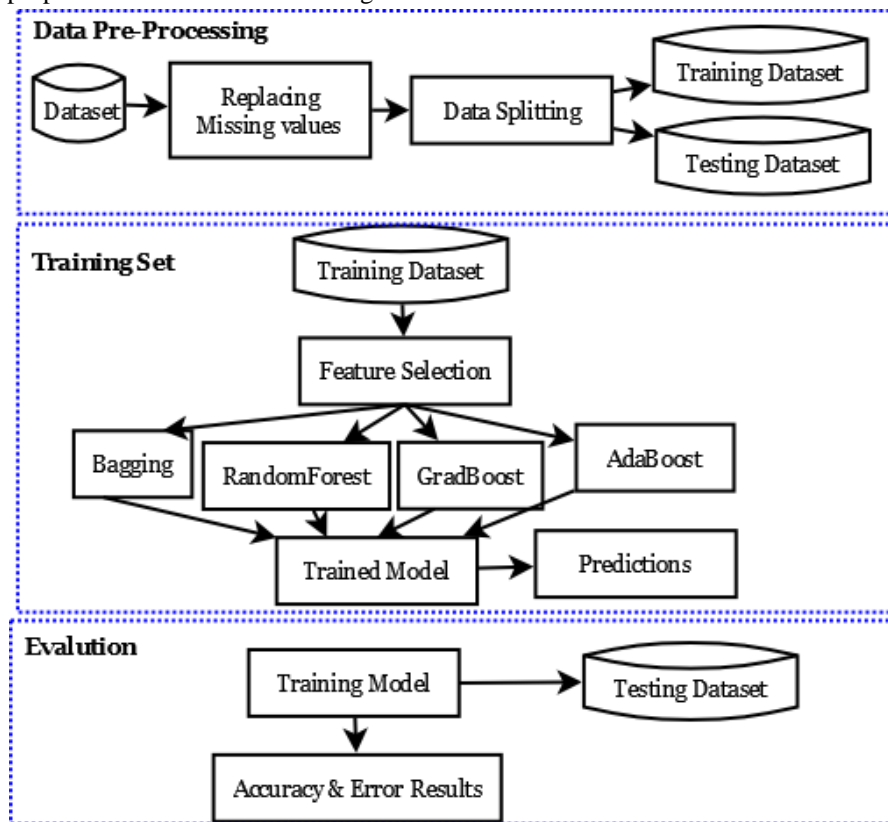 Data Pre-Processing
Dataset
Replacing
Missing values
Data Splitting
Training Dataset
Testing Dataset
Training Set
Training Dataset
Feature Selection
Bagging
RandomForest
GradBoost
AdaBoost
Trained Model
Predictions
Evalution
Training Model
Testing Dataset
Accuracy & Error Results